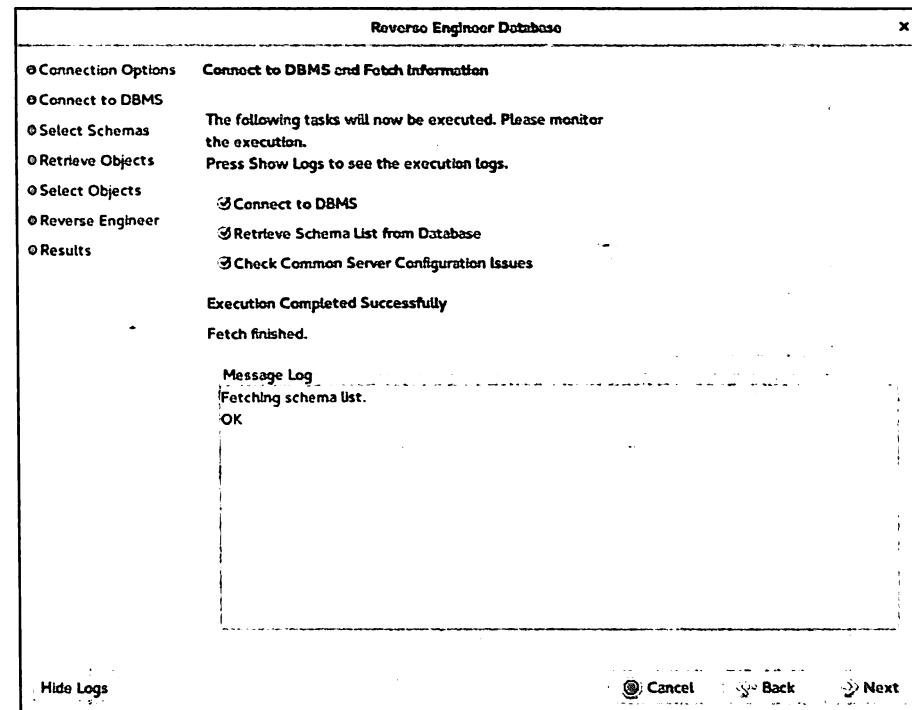 Reverse Engineer Database
Connection Options
Connect to DBMS
Select Schemas
Retrieve Objects
Select Objects
Reverse Engineer
Results
Connect to DBMS and Fetch Information
The following tasks will now be executed. Please monitor
the execution.
Press Show Logs to see the execution logs.
Connect to DBMS
Retrieve Schema List from Database
Check Common Server Configuration Issues
Execution Completed Successfully
Fetch finished.
Message Log
Fetching schema list.
OK
Hide Logs
Cancel
Back
Next